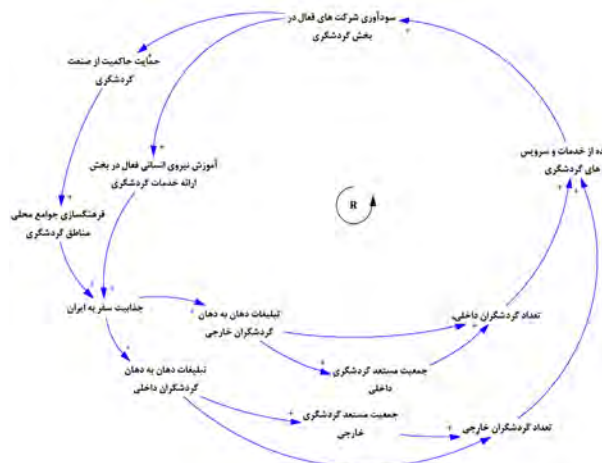 سودآوری شرکت های فعال در
بخش گردشگری
حمایت حاکمیت از صنعت
گردشگری
ده از خدمات و سرویس
های گردشگری
آموزش نیروی انسانی فعال در بخش
ارائه خدمات گردشگری
R
فرهنگسازی جوامع محلی
مناطق گردشگری
جذابیت سفر به ایران
تبلیغات دهان به دهان
گردشگران خارجی
تعداد گردشگران داخلی
جمعیت مستعد گردشگری
داخلی
تبلیغات دهان به دهان
گردشگران داخلی
جمعیت مستعد گردشگری
خارجی
تعداد گردشگران خارجی